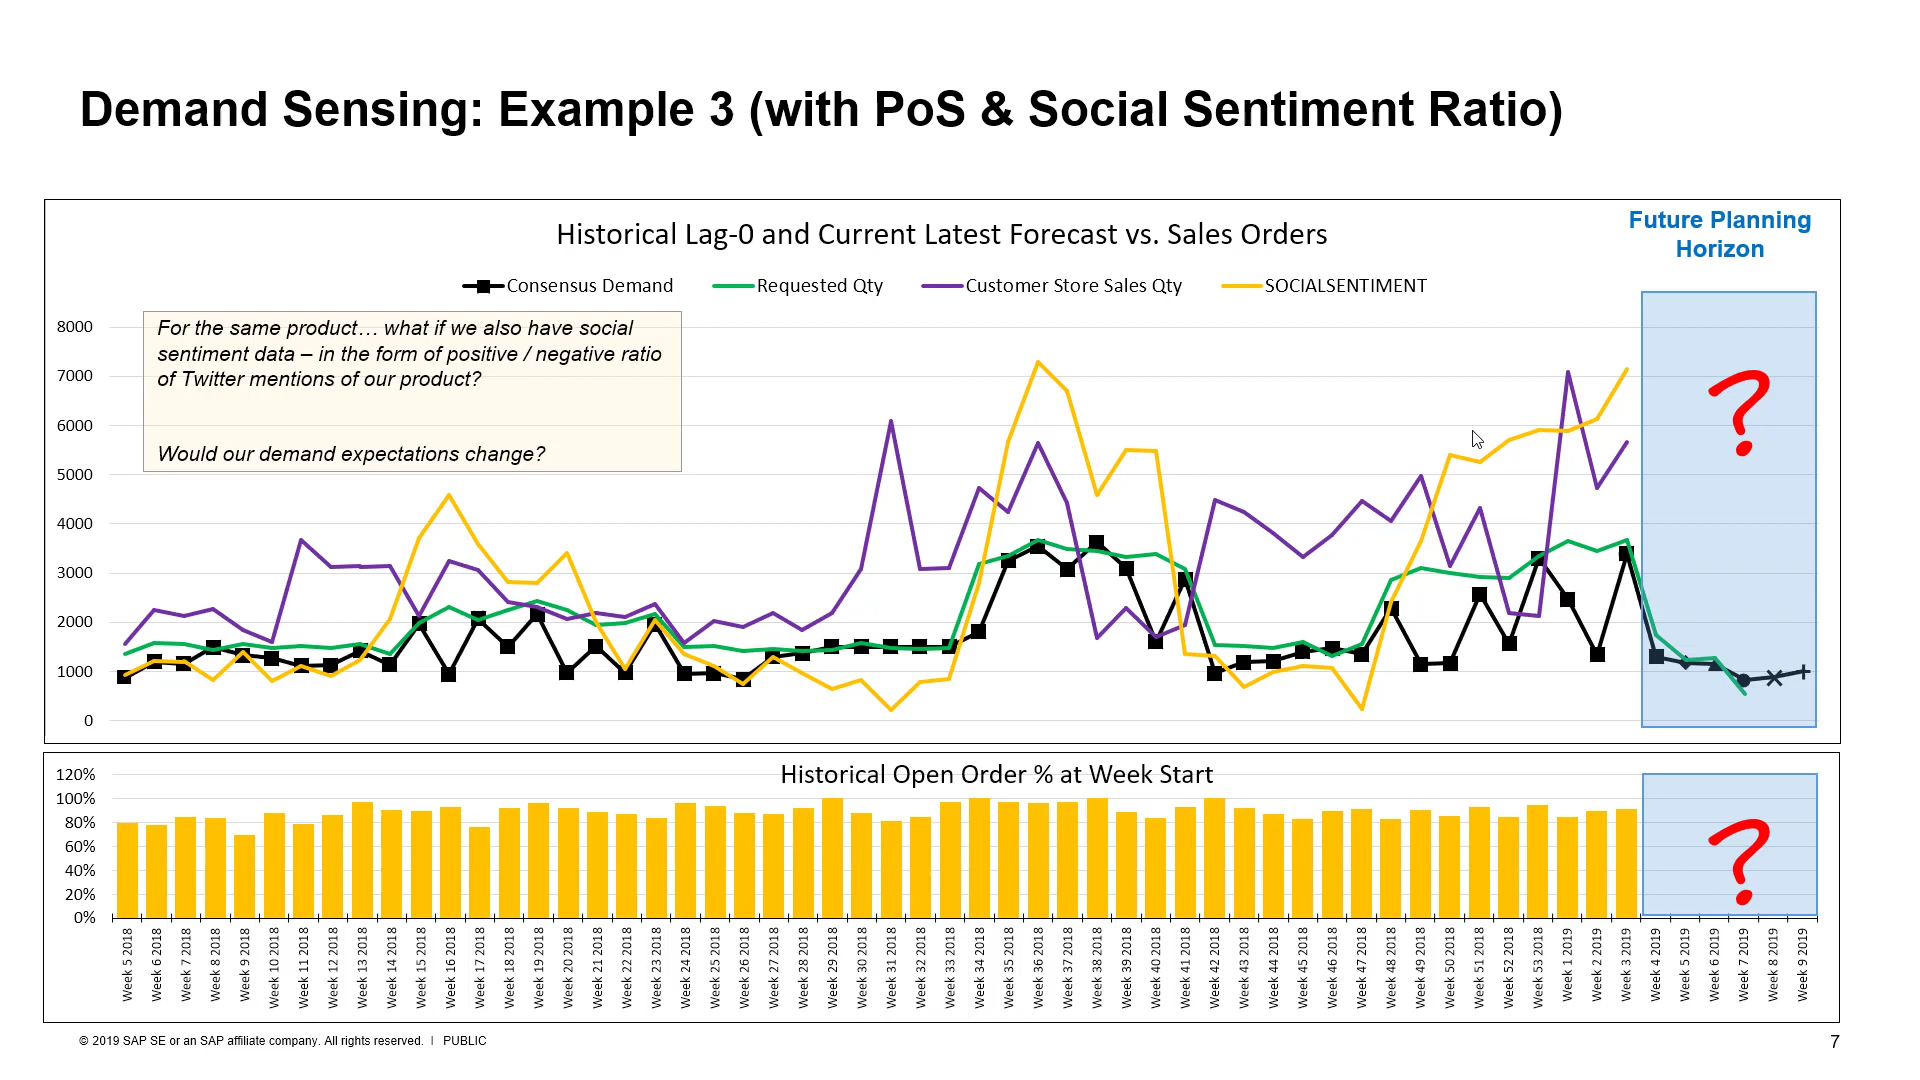 Demand Sensing: Example 3 (with PoS & Social Sentiment Ratio)
Historical Lag-0 and Current Latest Forecast vs. Sales Orders
Future Planning
Horizon
Consensus Demand
Requested Qty
Customer Store Sales Qty
SOCIALSENTIMENT
For the same product… what if we also have social
sentiment data – in the form of positive / negative ratio
of Twitter mentions of our product?
Would our demand expectations change?
8000
7000
6000
5000
4000
3000
2000
1000
0
?
Historical Open Order % at Week Start
120%
100%
80%
60%
40%
20%
0%
?
Week 5 2018
Week 6 2018
Week 7 2018
Week 8 2018
Week 9 2018
Week 10 2018
Week 11 2018
Week 12 2018
Week 13 2018
Week 14 2018
Week 15 2018
Week 16 2018
Week 17 2018
Week 18 2018
Week 19 2018
Week 20 2018
Week 21 2018
Week 22 2018
Week 23 2018
Week 24 2018
Week 25 2018
Week 26 2018
Week 27 2018
Week 28 2018
Week 29 2018
Week 30 2018
Week 31 2018
Week 32 2018
Week 33 2018
Week 34 2018
Week 35 2018
Week 36 2018
Week 37 2018
Week 38 2018
Week 39 2018
Week 40 2018
Week 41 2018
Week 42 2018
Week 43 2018
Week 44 2018
Week 45 2018
Week 46 2018
Week 47 2018
Week 48 2018
Week 49 2018
Week 50 2018
Week 51 2018
Week 52 2018
Week 53 2018
Week 1 2019
Week 2 2019
Week 3 2019
Week 4 2019
Week 5 2019
Week 6 2019
Week 7 2019
Week 8 2019
Week 9 2019
© 2019 SAP SE or an SAP affiliate company. All rights reserved. | PUBLIC
7